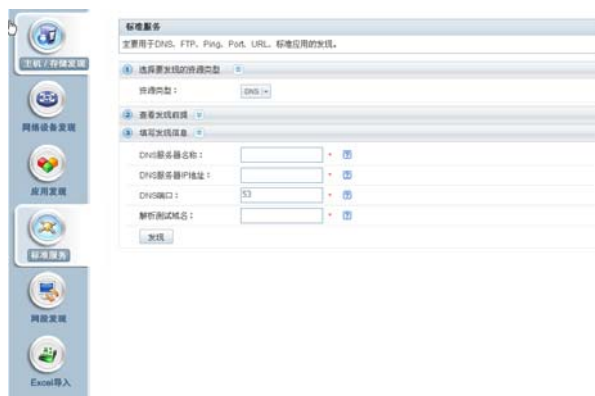 主机/存储发现
网络设备发现
应用发现
标准服务
网段发现
Excel导入
标准服务
主要用于DNS、FTP、Ping、Port、URL、标准应用的发现。
1 选择要发现的资源类型
资源类型： DNS
2 查看发现前提
3 填写发现信息
DNS服务器名称： *
DNS服务器IP地址： *
DNS端口： 53 *
解析测试域名： *
发现